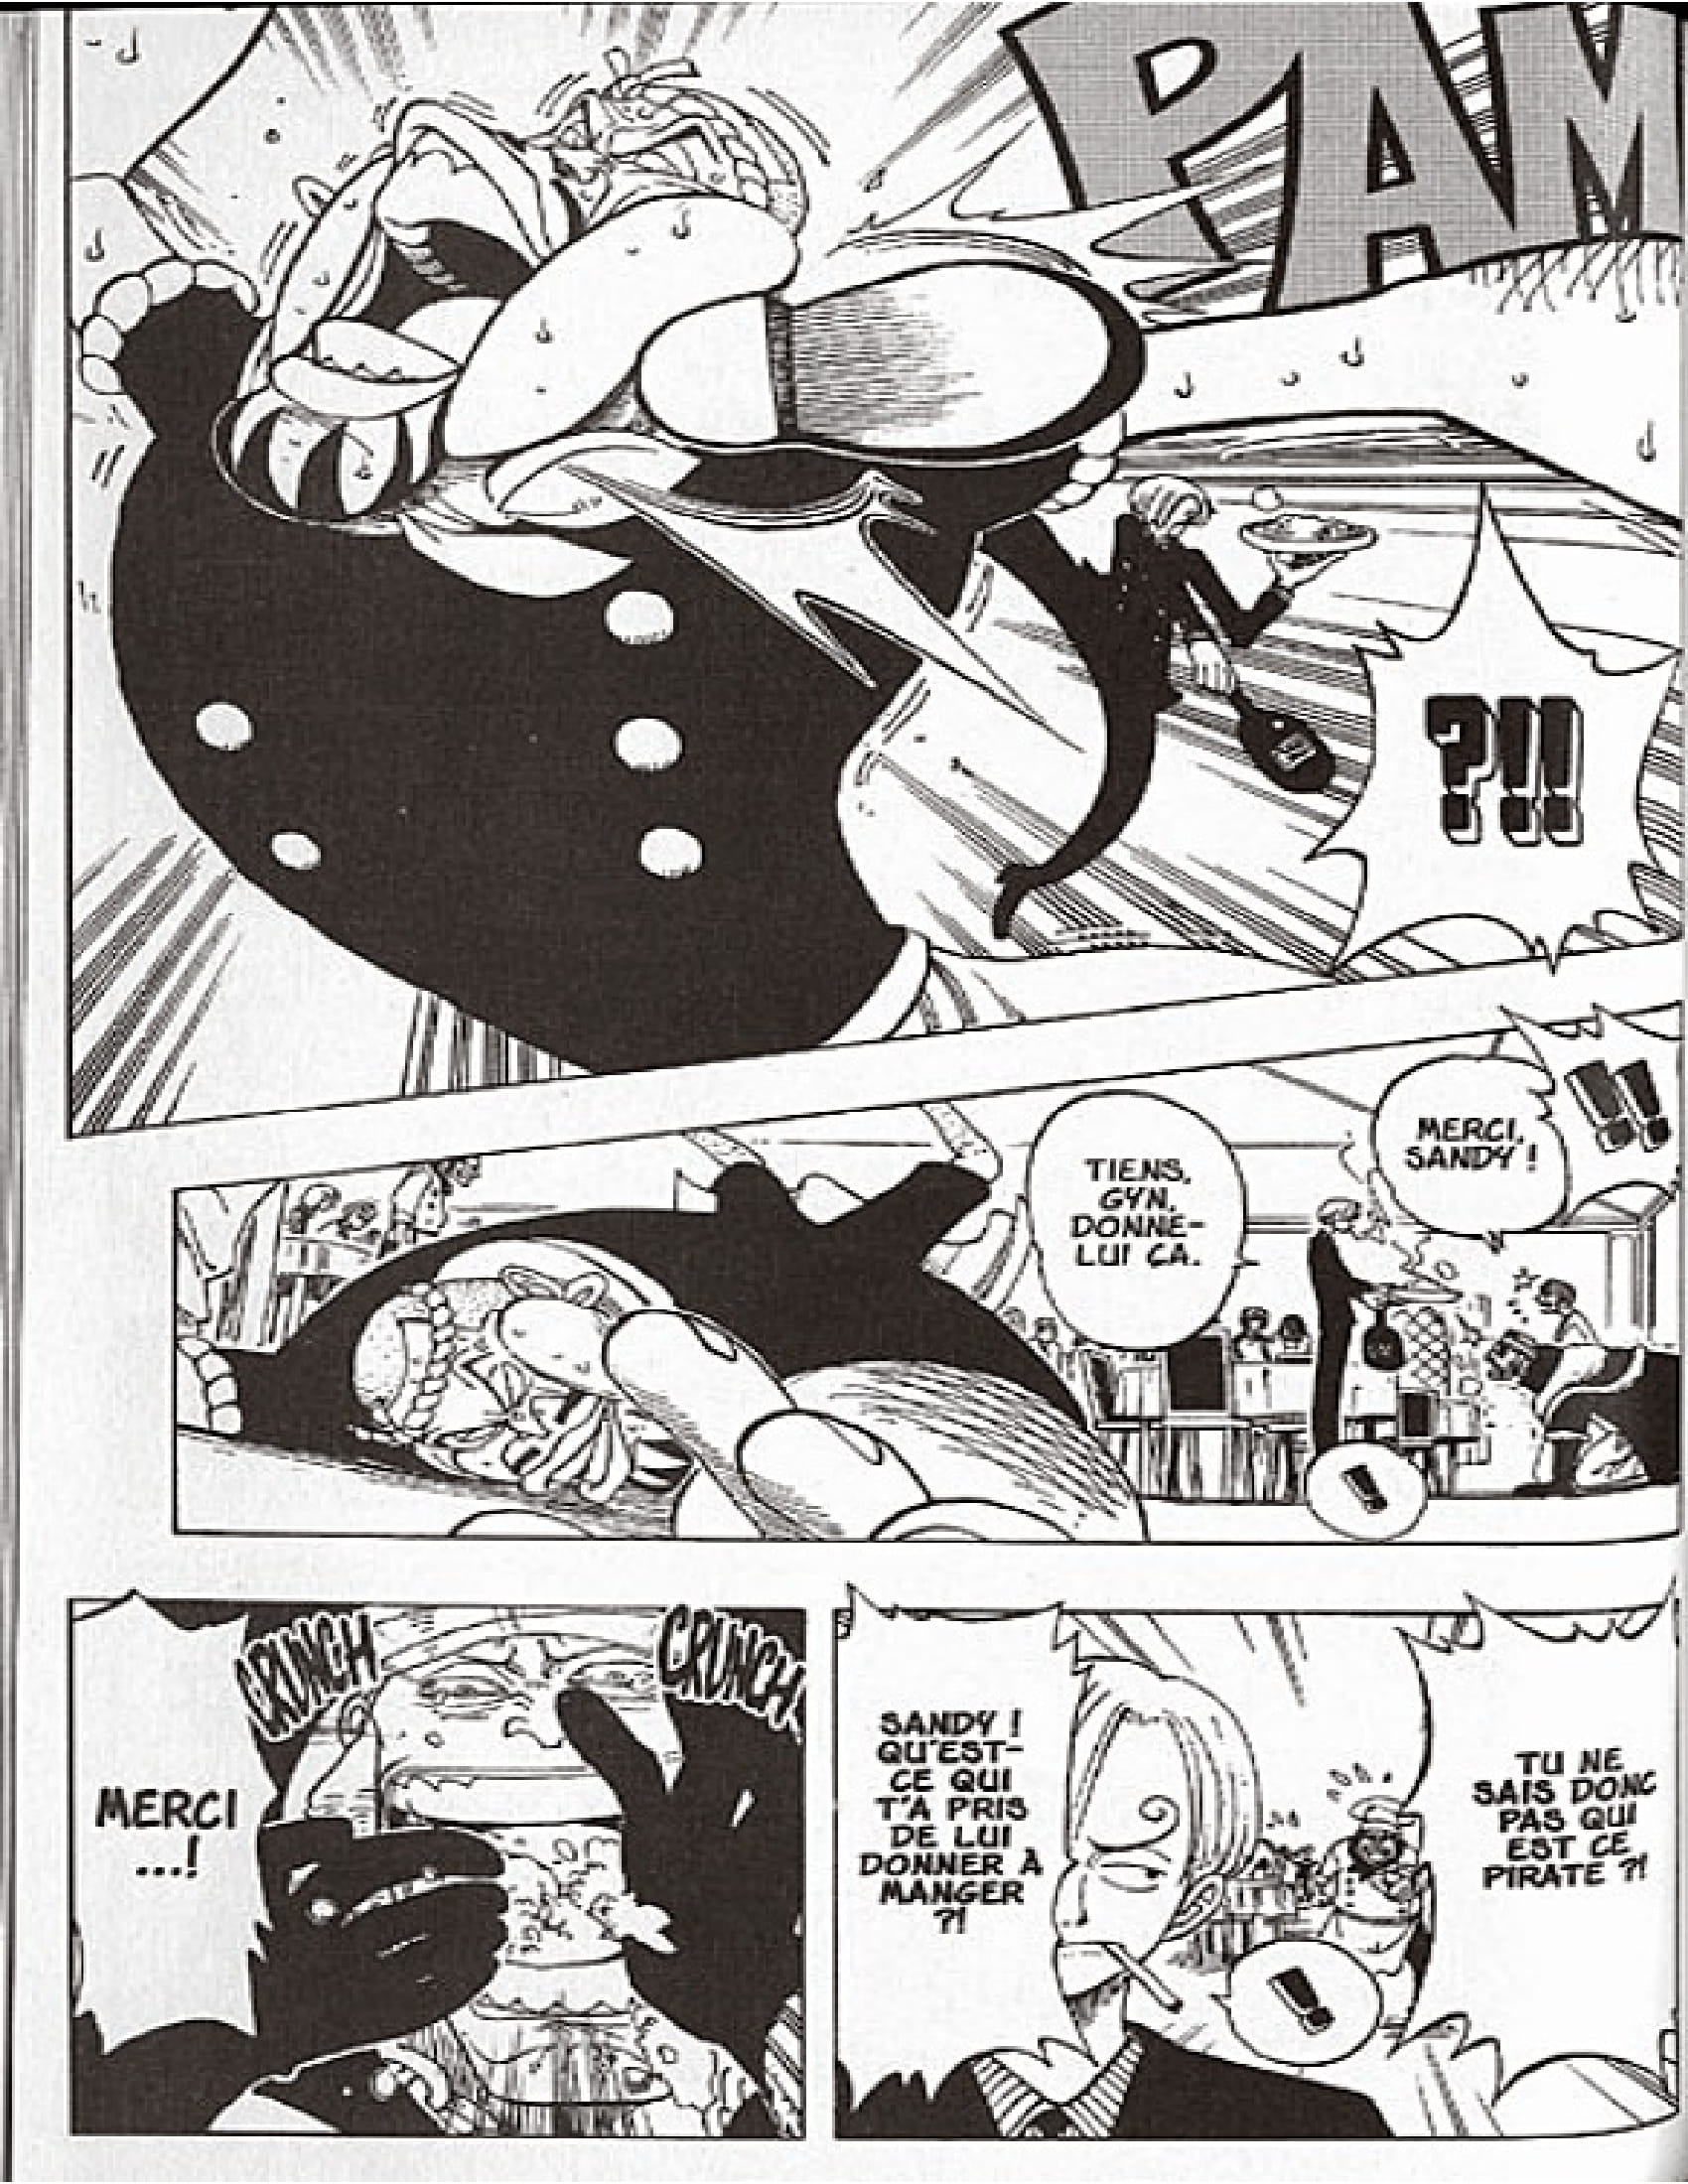 PAM
?!!
!!
MERCI,
SANDY !
TIENS,
GYN,
DONNE-
LUI ÇA.
!
TU NE
SAIS DONC
PAS QUI
EST CE
PIRATE ?!
SANDY !
QU'EST-
CE QUI
T'A PRIS
DE LUI
DONNER À
MANGER
?!
!
CRUNCH
CRUNCH
MERCI
...!